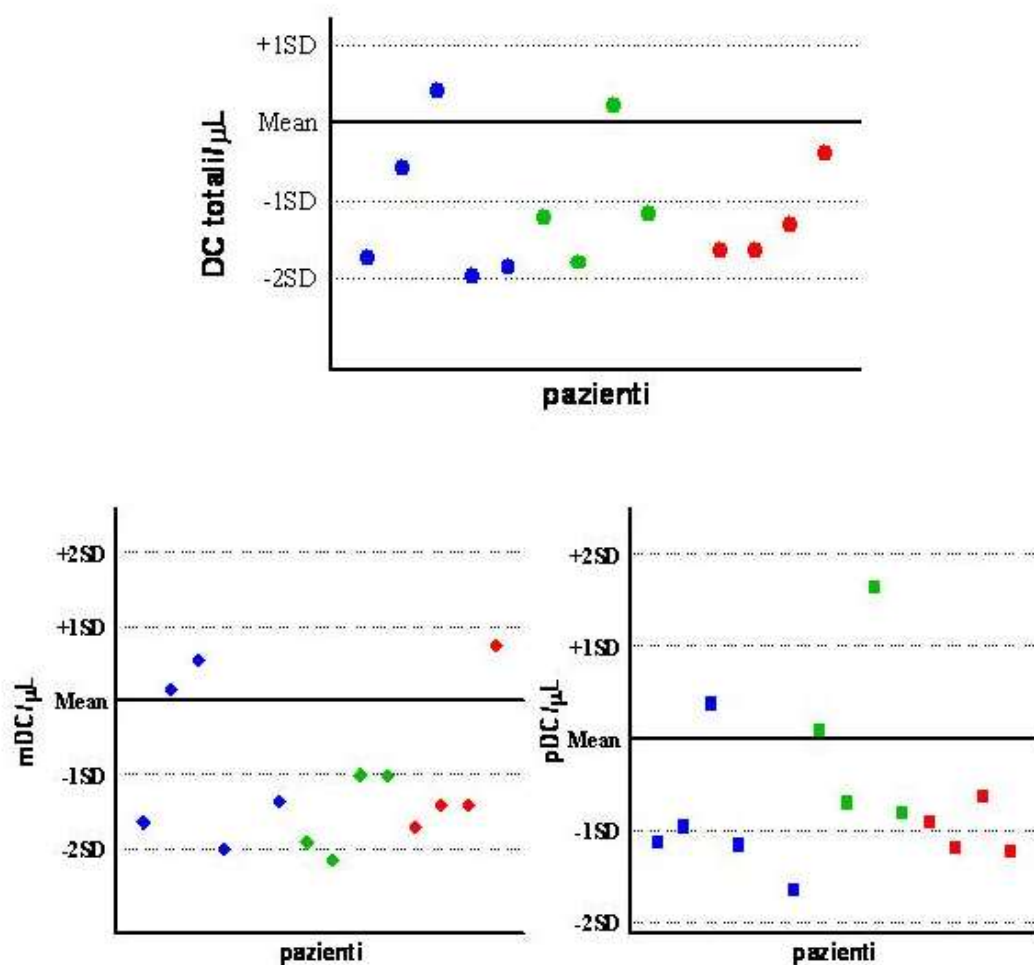 DC totali/µL
+1SD
Mean
-1SD
-2SD
pazienti
mDC/µL
+2SD
+1SD
Mean
-1SD
-2SD
pazienti
pDC/µL
+2SD
+1SD
Mean
-1SD
-2SD
pazienti